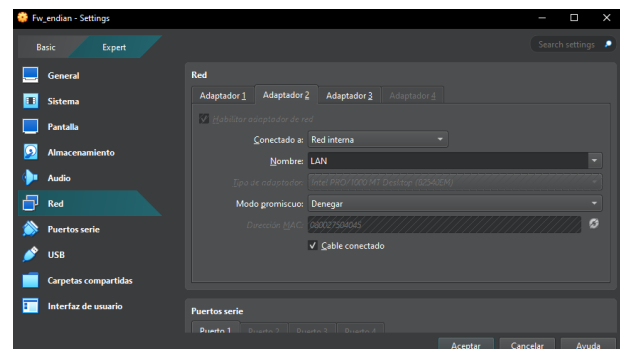 Fw_endian - Settings
Basic Expert Search settings
General
Sistema
Pantalla
Almacenamiento
Audio
Red
Puertos serie
USB
Carpetas compartidas
Interfaz de usuario
Red
Adaptador 1 Adaptador 2 Adaptador 3 Adaptador 4
Habilitar adaptador de red
Conectado a: Red interna
Nombre: LAN
Tipo de adaptador: Intel PRO/1000 MT Desktop (82540EM)
Modo promiscuo: Denegar
Dirección MAC: 080027504045
Cable conectado
Puertos serie
Puerto 1 Puerto 2 Puerto 3 Puerto 4
Aceptar Cancelar Ayuda